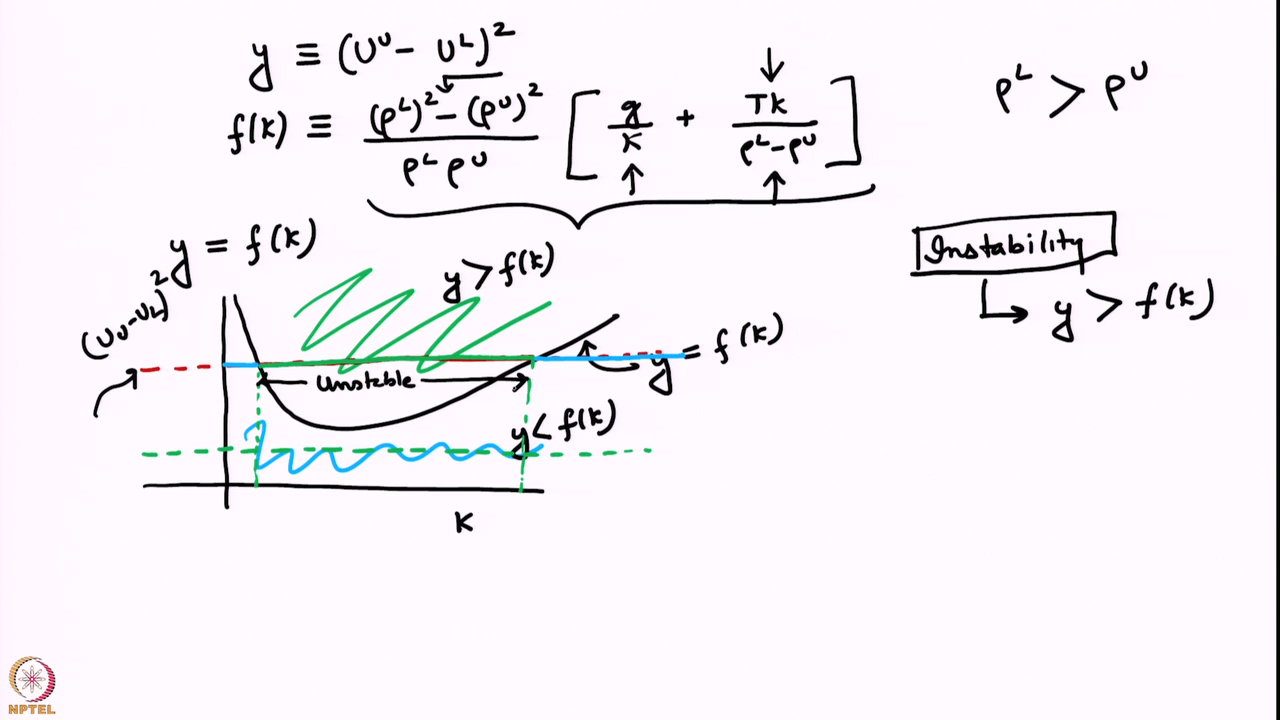 y ≡ (U^U - U^L)^2
f(k) ≡ (ρ^L)^2 - (ρ^U)^2 / ρ^L ρ^U [ g/k + Tk / ρ^L - ρ^U ]
ρ^L > ρ^U
y = f(k)
Instability
y > f(k)
y > f(k)
(U^U - U^L)^2
Unstable
y = f(k)
y < f(k)
k
NPTEL